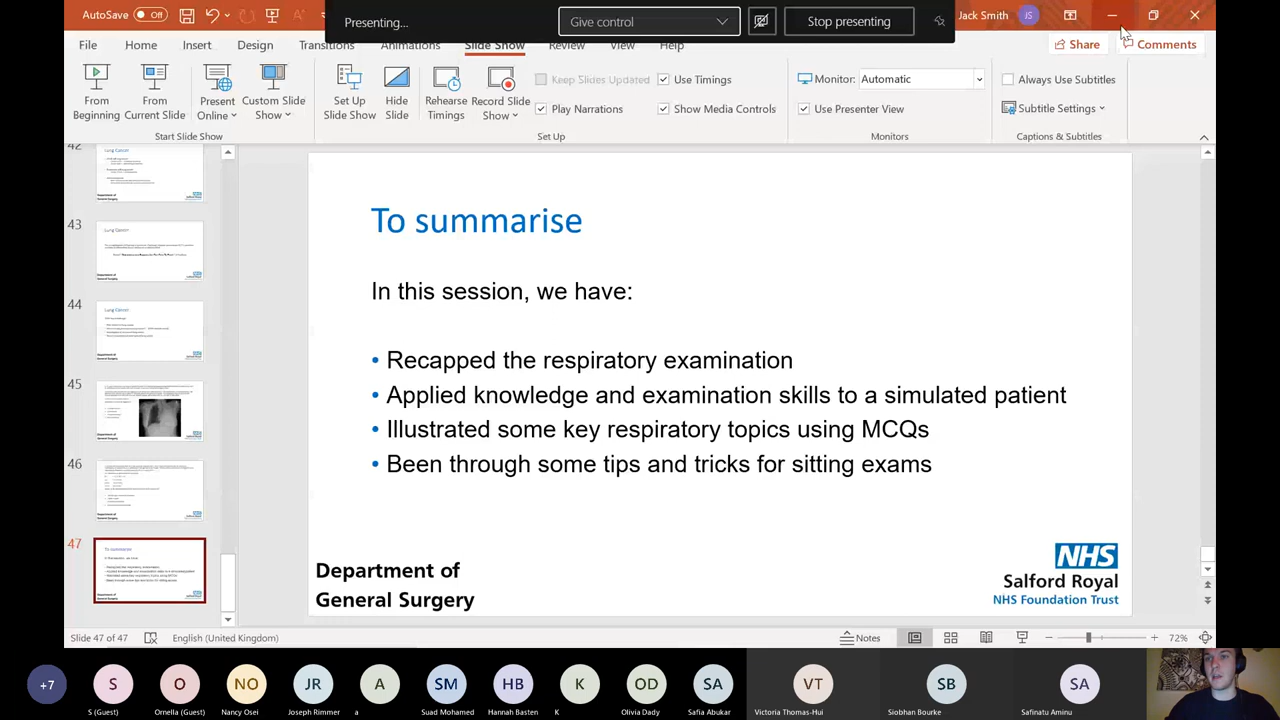 AutoSave Off
Presenting...
Give control
Stop presenting
Jack Smith
JS
File Home Insert Design Transitions Animations Slide Show Review View Help
Share
Comments
From Beginning
From Current Slide
Present Online
Custom Slide Show
Set Up Slide Show
Hide Slide
Rehearse Timings
Record Slide Show
Keep Slides Updated
Use Timings
Play Narrations
Show Media Controls
Monitor: Automatic
Use Presenter View
Always Use Subtitles
Subtitle Settings
Start Slide Show
Set Up
Monitors
Captions & Subtitles
42
Lung Cancer
43
Lung Cancer
44
Lung Cancer
45
46
47
To summarise
To summarise
In this session, we have:
• Recapped the respiratory examination
• Applied knowledge and examination skills to a simulated patient
• Illustrated some key respiratory topics using MCQs
• Been through some tips and tricks for sitting exams
Department of
General Surgery
NHS
Salford Royal
NHS Foundation Trust
Slide 47 of 47
English (United Kingdom)
Notes
72%
+7
S
O
NO
JR
A
SM
HB
K
OD
SA
VT
SB
SA
S (Guest)
Ornella (Guest)
Nancy Osei
Joseph Rimmer
a
Suad Mohamed
Hannah Basten
K
Olivia Dady
Safia Abukar
Victoria Thomas-Hui
Siobhan Bourke
Safinatu Aminu